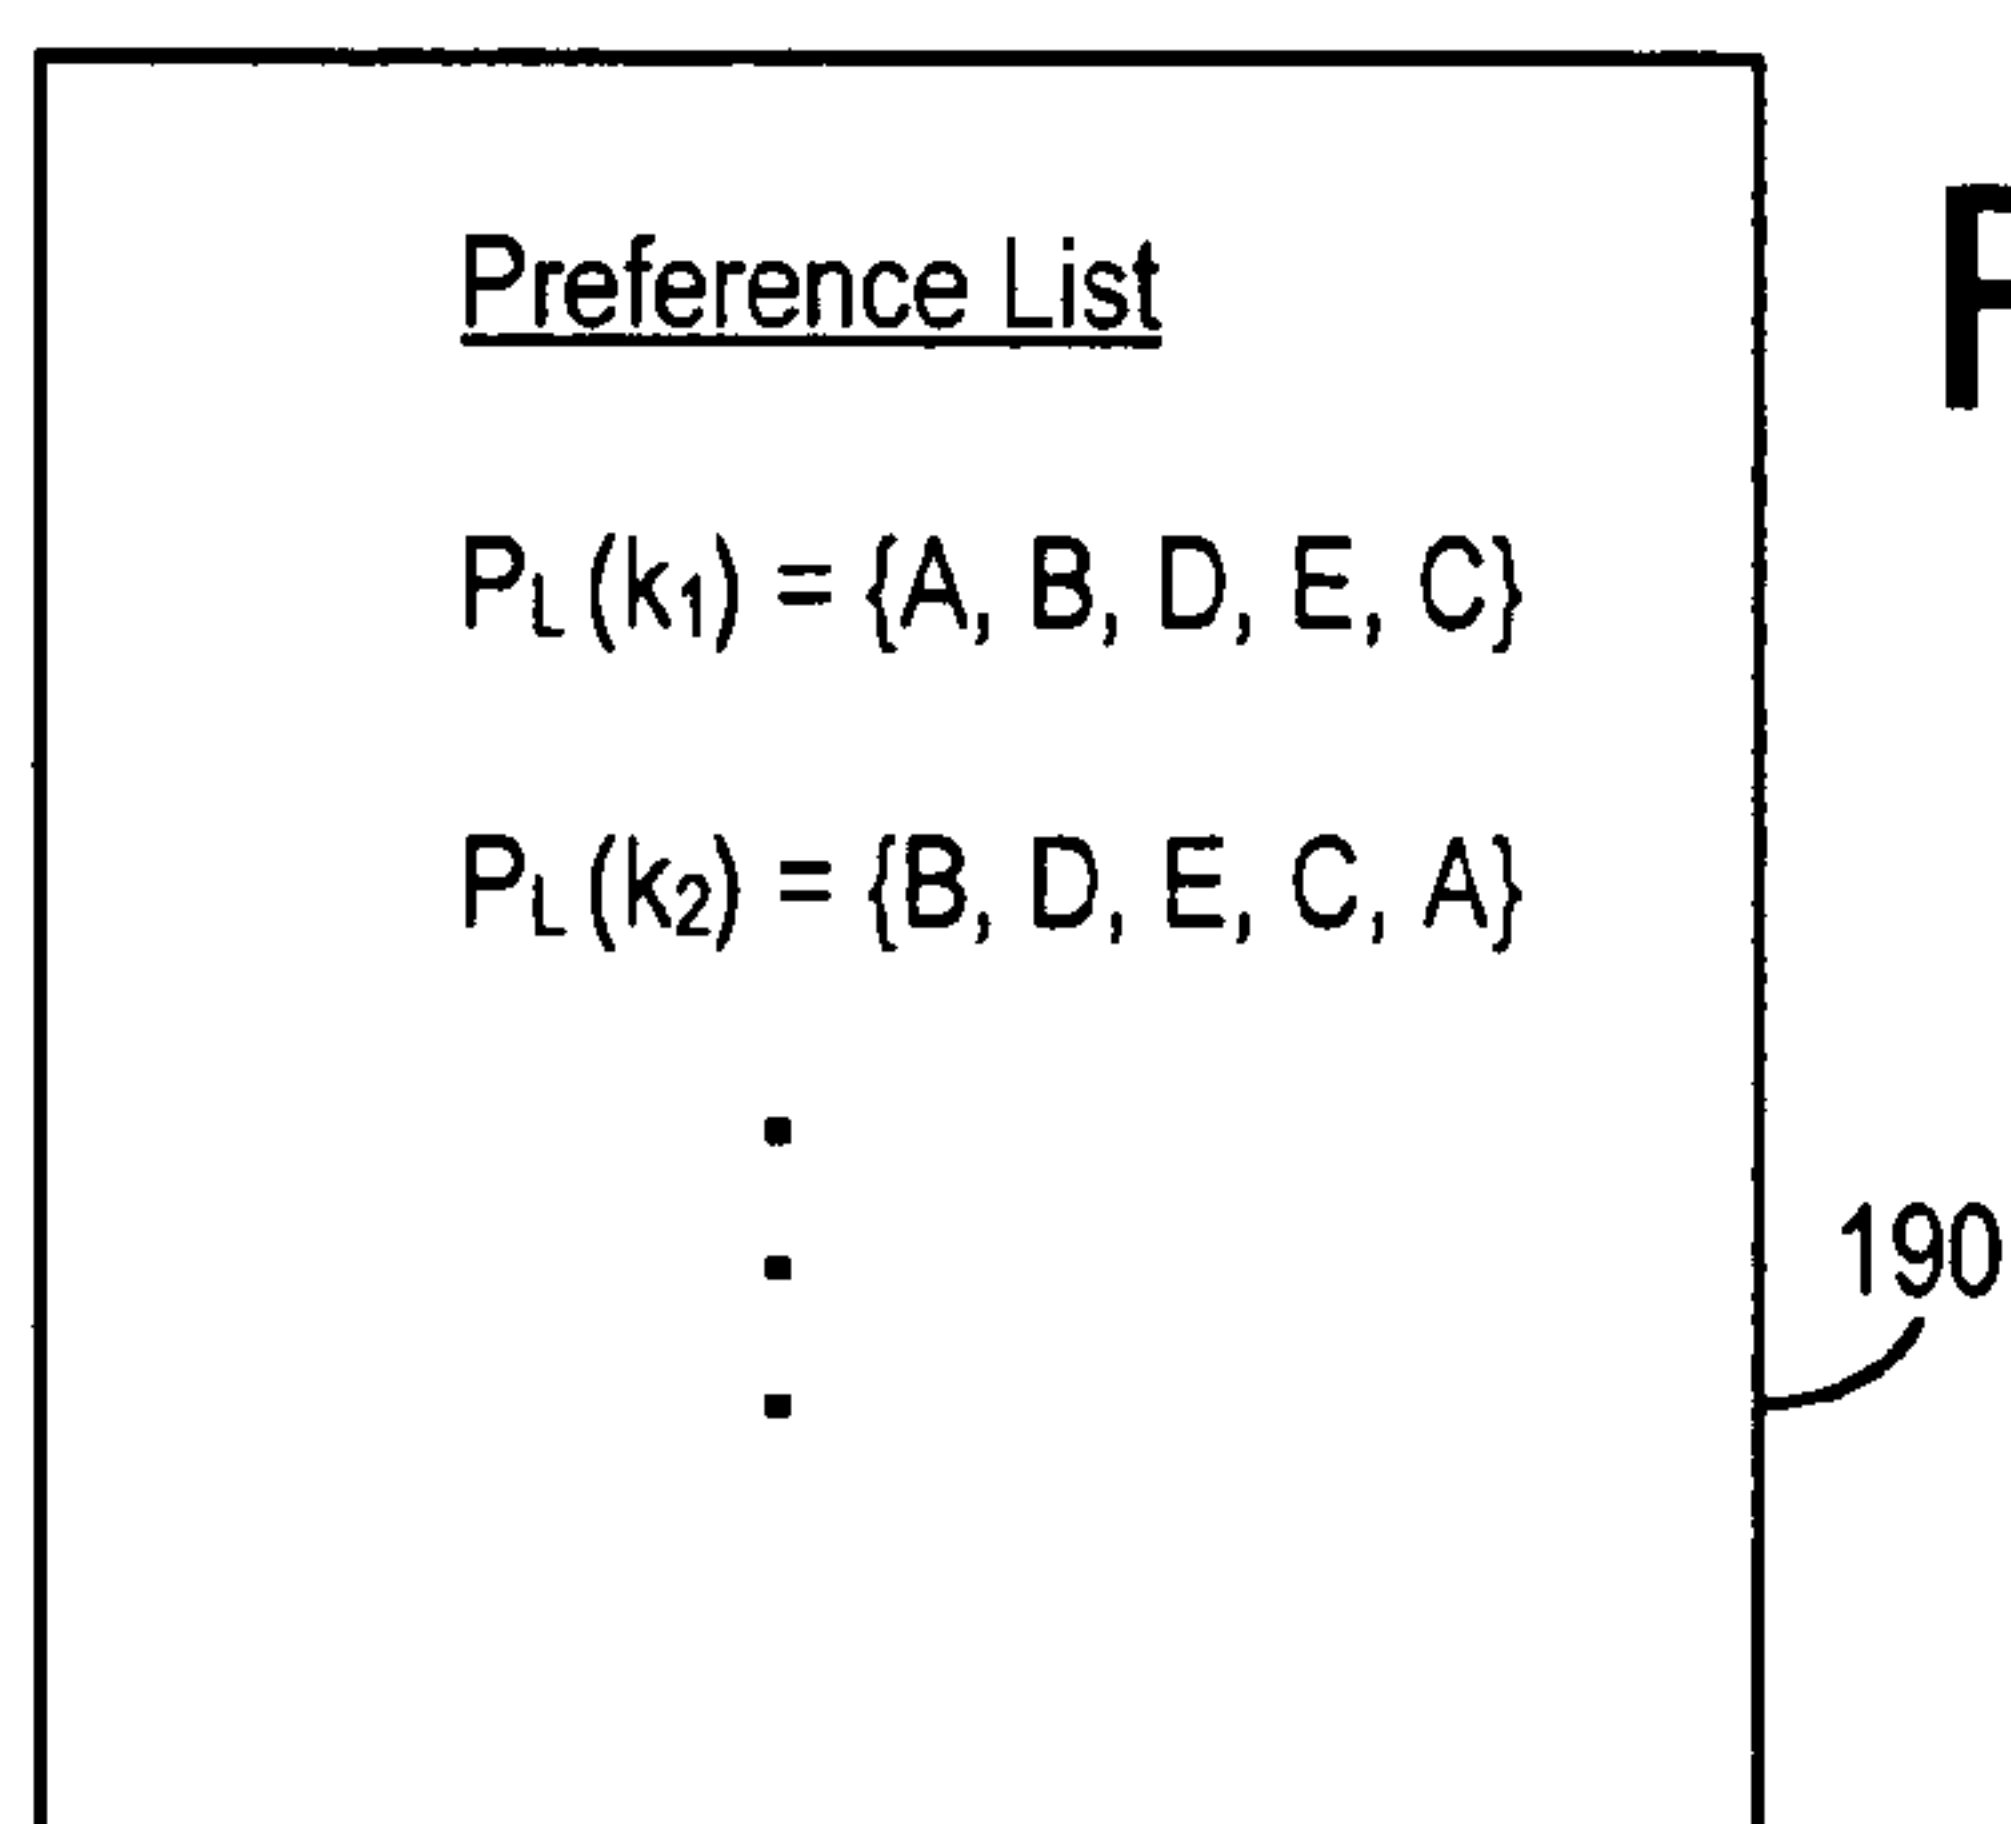 Preference List
P_L (k_1) = {A, B, D, E, C}
P_L (k_2) = {B, D, E, C, A}
190